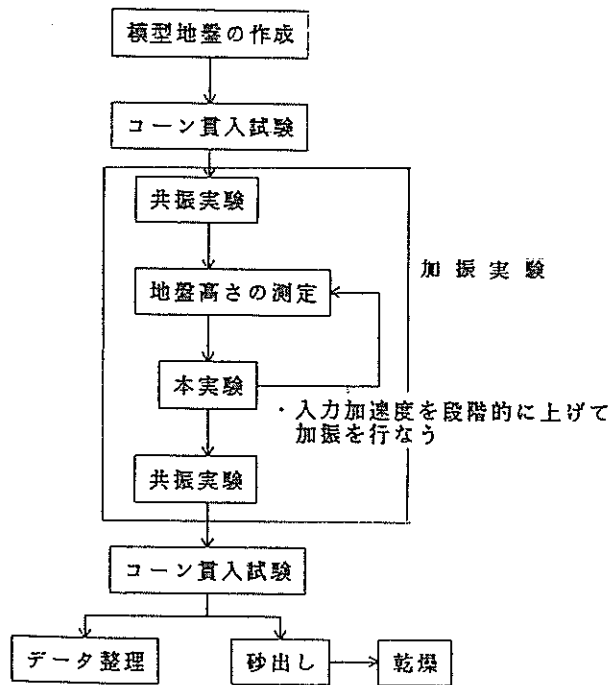 模型地盤の作成
コーン貫入試験
共振実験
地盤高さの測定
加振実験
本実験
・入力加速度を段階的に上げて
加振を行なう
共振実験
コーン貫入試験
データ整理
砂出し
乾燥